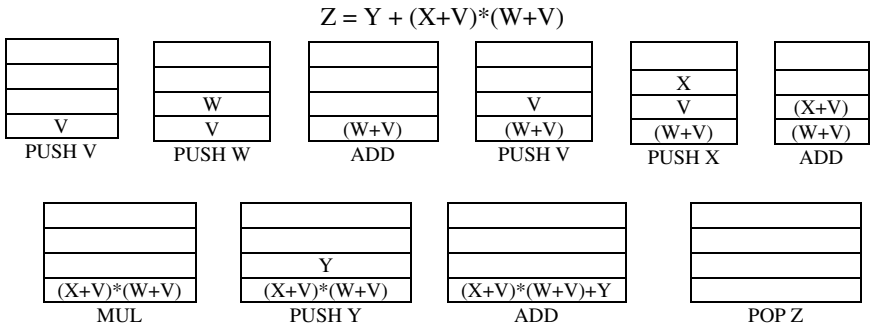 Z = Y + (X+V)*(W+V)
X
W V V (X+V)
V V (W+V) (W+V) (W+V) (W+V)
PUSH V PUSH W ADD PUSH V PUSH X ADD
Y
(X+V)*(W+V) (X+V)*(W+V) (X+V)*(W+V)+Y
MUL PUSH Y ADD POP Z